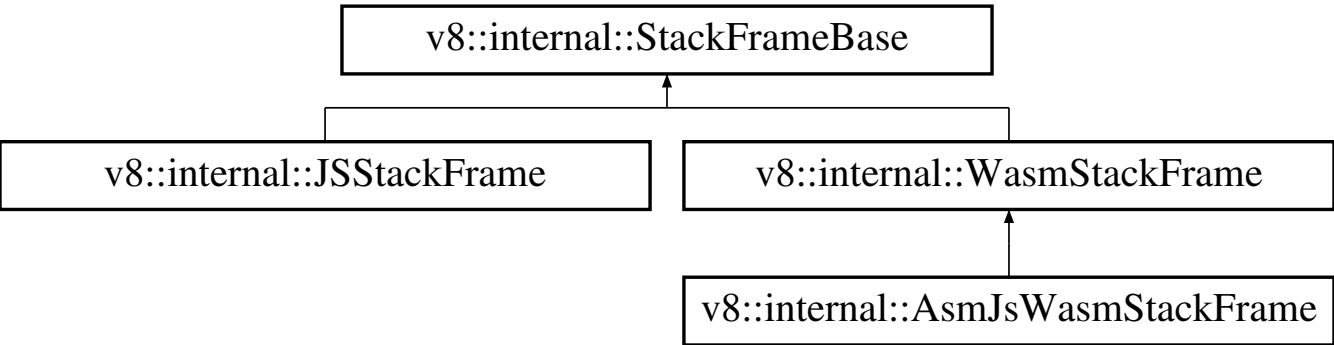 v8::internal::StackFrameBase
v8::internal::JSStackFrame
v8::internal::WasmStackFrame
v8::internal::AsmJsWasmStackFrame